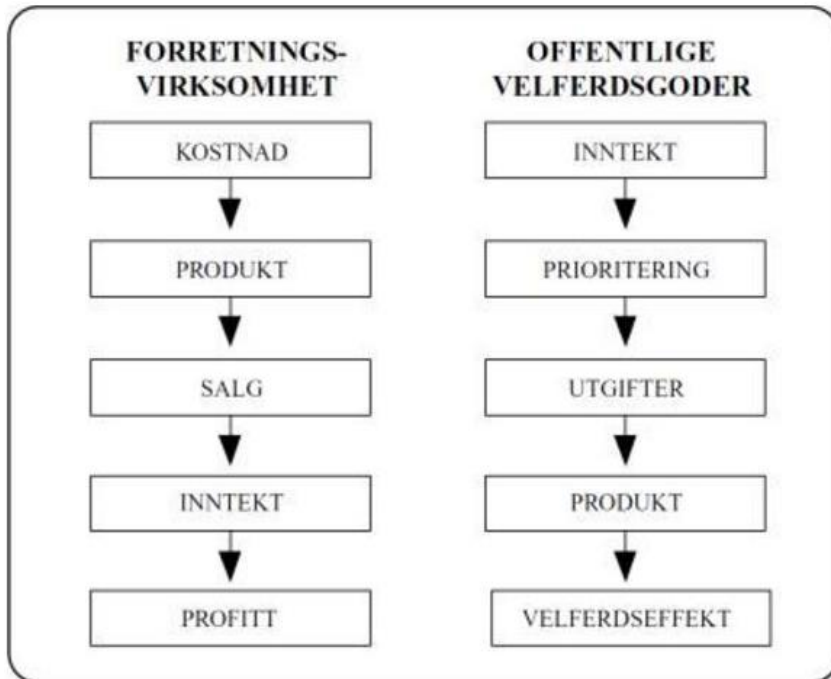 FORRETNINGS-
VIRKSOMHET
KOSTNAD
PRODUKT
SALG
INNTEKT
PROFITT
OFFENTLIGE
VELFERDSGODER
INNTEKT
PRIORITERING
UTGIFTER
PRODUKT
VELFERDSEFFEKT